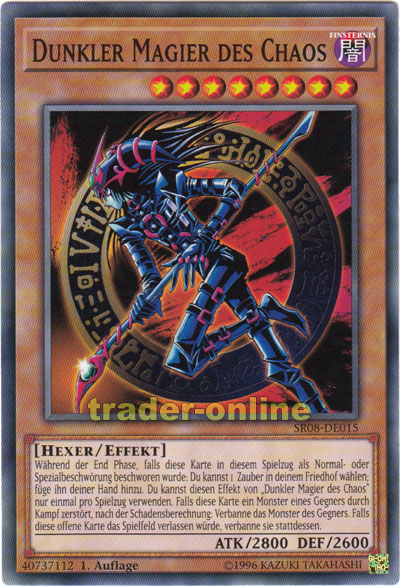 DUNKLER MAGIER DES CHAOS
FINSTERNIS
闇
trader-online
SR08-DE015
[HEXER/EFFEKT]
Während der End Phase, falls diese Karte in diesem Spielzug als Normal- oder
Spezialbeschwörung beschworen wurde: Du kannst 1 Zauber in deinem Friedhof wählen;
füge ihn deiner Hand hinzu. Du kannst diesen Effekt von „Dunkler Magier des Chaos"
nur einmal pro Spielzug verwenden. Falls diese Karte ein Monster eines Gegners durch
Kampf zerstört, nach der Schadensberechnung: Verbanne das Monster des Gegners. Falls
diese offene Karte das Spielfeld verlassen würde, verbanne sie stattdessen.
ATK/2800 DEF/2600
40737112 1. Auflage
©1996 KAZUKI TAKAHASHI